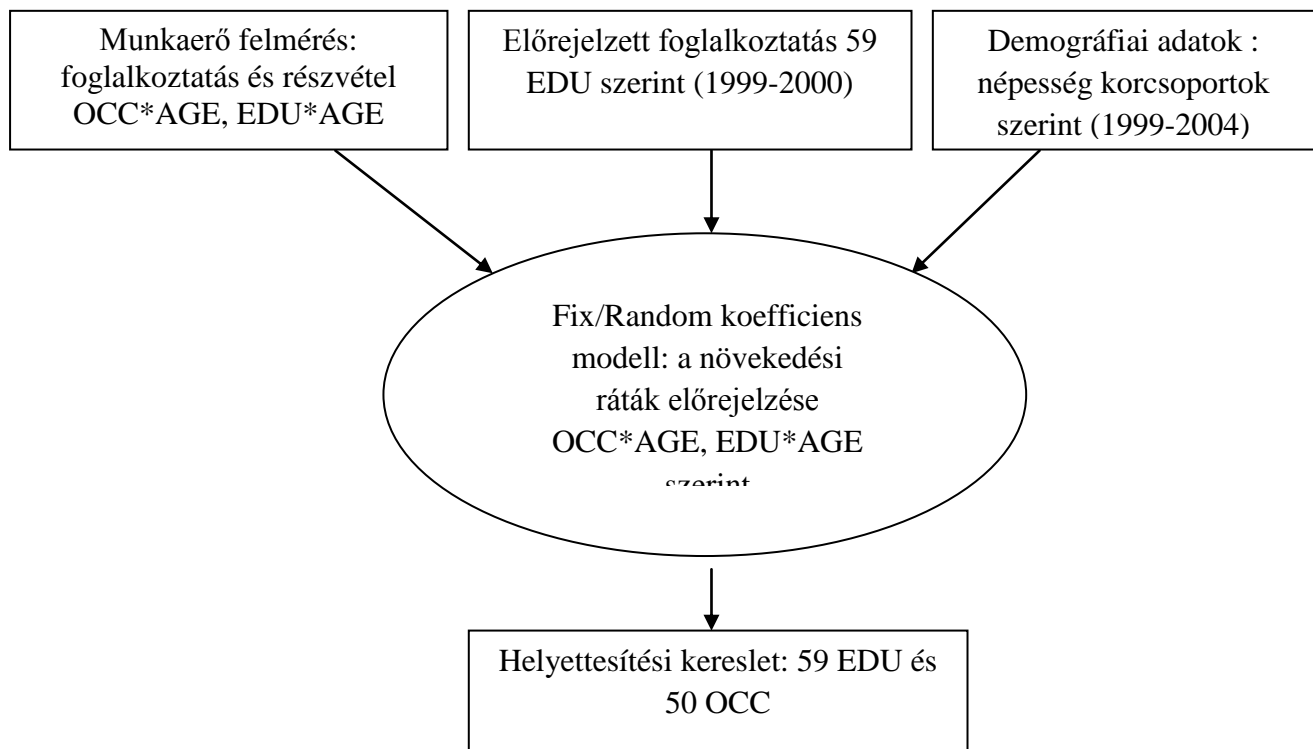 Munkaerő felmérés:
foglalkoztatás és részvétel
OCC*AGE, EDU*AGE
Előrejelzett foglalkoztatás 59
EDU szerint (1999-2000)
Demográfiai adatok :
népesség korcsoportok
szerint (1999-2004)
Fix/Random koefficiens
modell: a növekedési
ráták előrejelzése
OCC*AGE, EDU*AGE
szerint
Helyettesítési kereslet: 59 EDU és
50 OCC